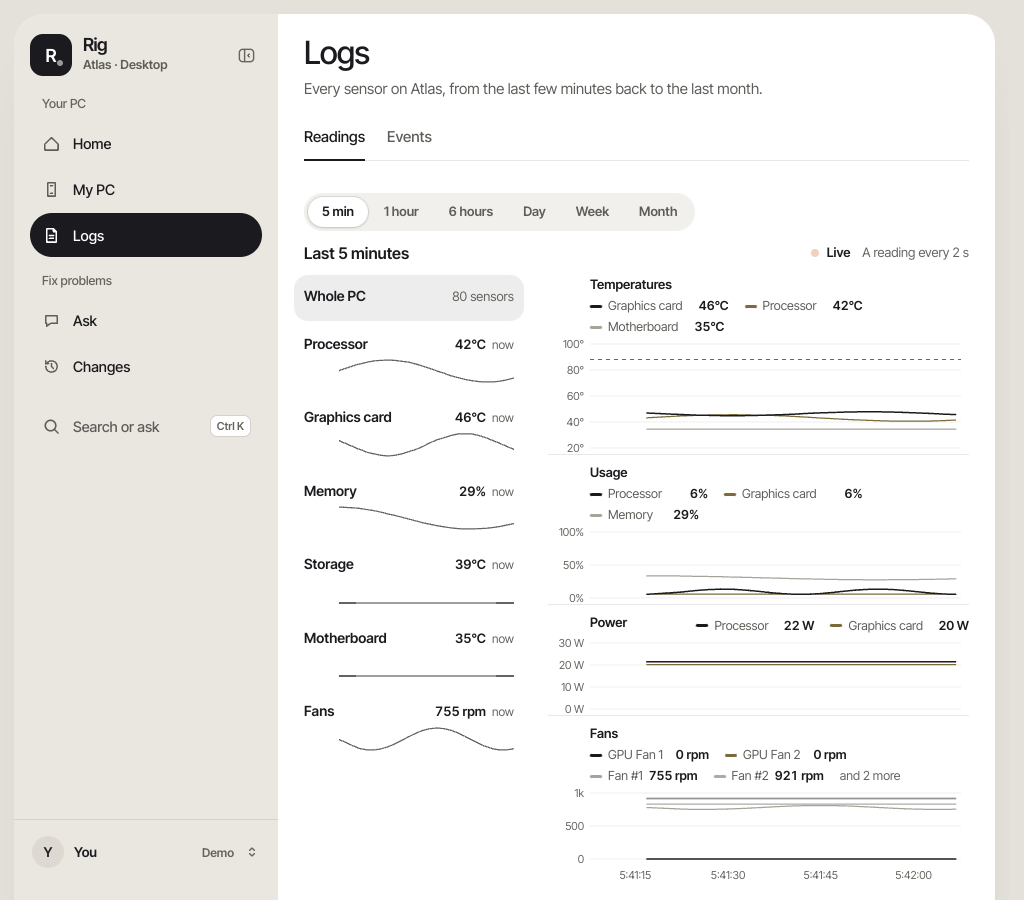 R
Rig
Atlas · Desktop
Your PC
Home
My PC
Logs
Fix problems
Ask
Changes
Search or ask Ctrl K
Y You Demo
Logs
Every sensor on Atlas, from the last few minutes back to the last month.
Readings Events
5 min 1 hour 6 hours Day Week Month
Last 5 minutes
Live A reading every 2 s
Whole PC 80 sensors
Processor 42°C now
Graphics card 46°C now
Memory 29% now
Storage 39°C now
Motherboard 35°C now
Fans 755 rpm now
Temperatures
Graphics card 46°C Processor 42°C
Motherboard 35°C
100°
80°
60°
40°
20°
Usage
Processor 6% Graphics card 6%
Memory 29%
100%
50%
0%
Power Processor 22 W Graphics card 20 W
30 W
20 W
10 W
0 W
Fans
GPU Fan 1 0 rpm GPU Fan 2 0 rpm
Fan #1 755 rpm Fan #2 921 rpm and 2 more
1k
500
0
5:41:15 5:41:30 5:41:45 5:42:00